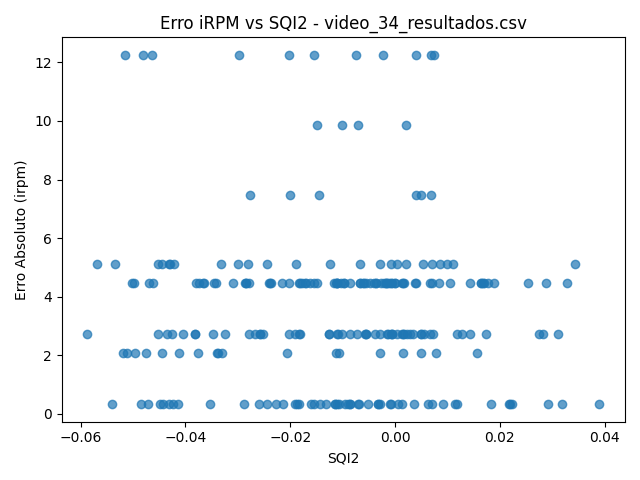 Erro iRPM vs SQI2 - video_34_resultados.csv
Erro Absoluto (irpm)
12
10
8
6
4
2
0
−0.06 −0.04 −0.02 0.00 0.02 0.04
SQI2